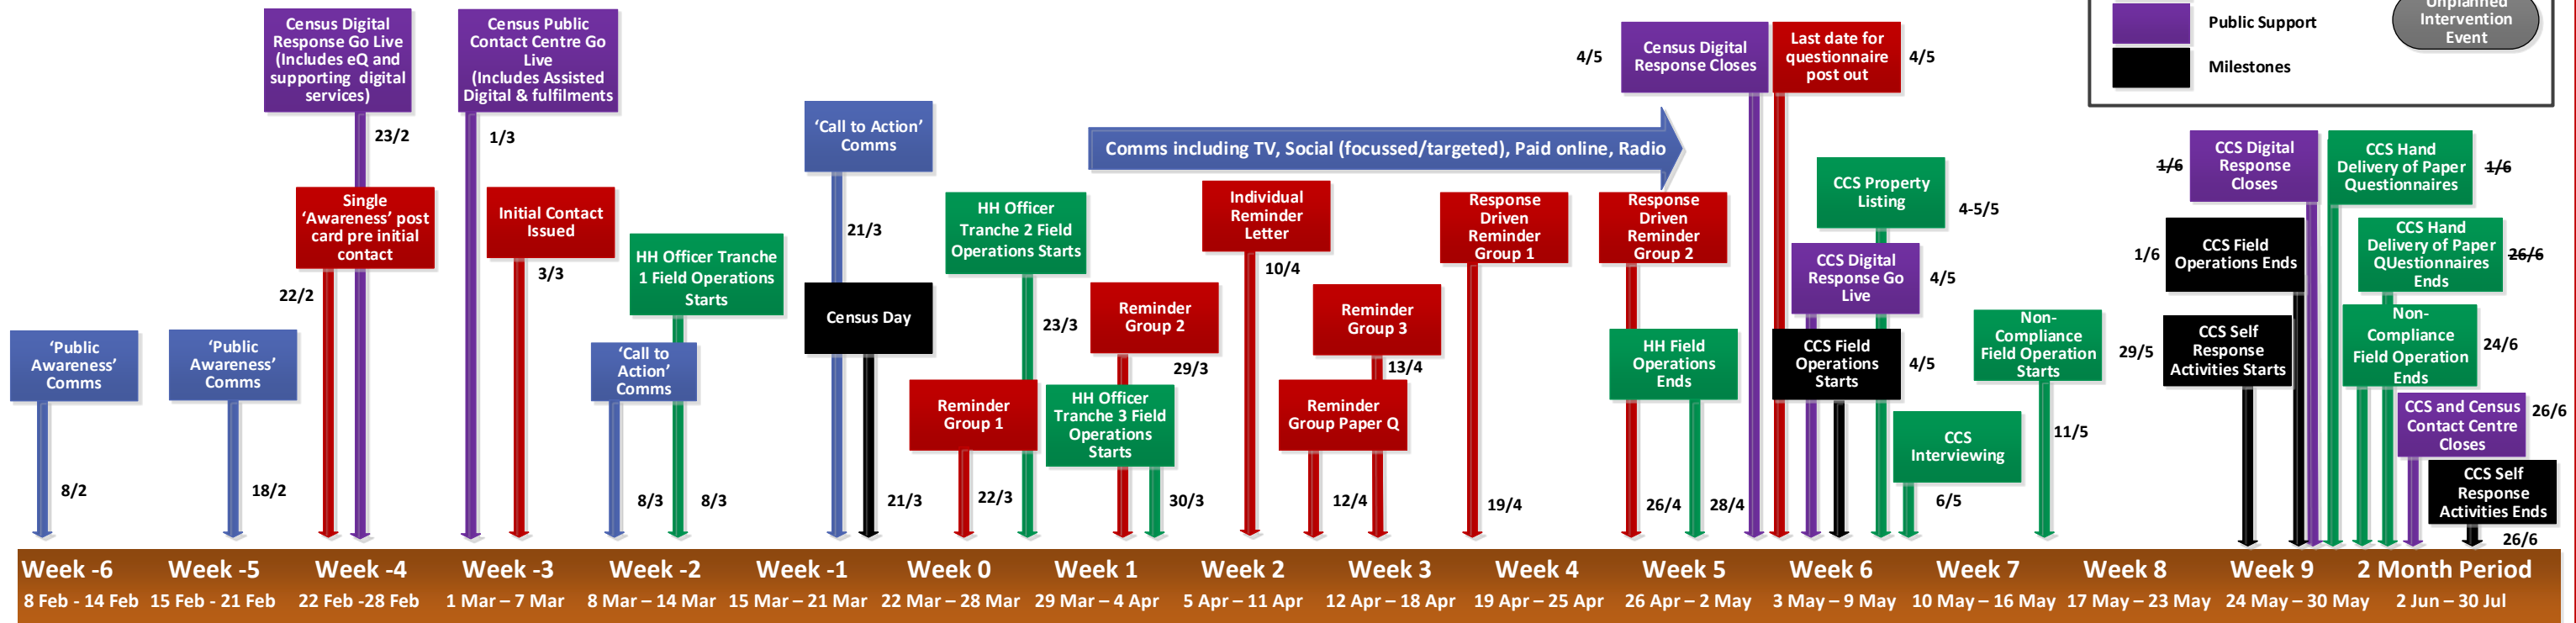 Census Digital
Response Go Live
(Includes eQ and
supporting digital
services)
23/2
Census Public
Contact Centre Go
Live
(Includes Assisted
Digital & fulfilments
1/3
Single
‘Awareness’ post
card pre initial
contact
22/2
Initial Contact
Issued
3/3
‘Public
Awareness’
Comms
8/2
‘Public
Awareness’
Comms
18/2
HH Officer Tranche
1 Field Operations
Starts
8/3
‘Call to
Action’
Comms
8/3
‘Call to Action’
Comms
21/3
Census Day
21/3
HH Officer
Tranche 2 Field
Operations Starts
23/3
Reminder
Group 1
22/3
Comms including TV, Social (focussed/targeted), Paid online, Radio
Reminder
Group 2
29/3
HH Officer
Tranche 3 Field
Operations
Starts
30/3
Individual
Reminder
Letter
10/4
Reminder
Group 3
13/4
Reminder
Group Paper Q
12/4
Response
Driven
Reminder
Group 1
19/4
Response
Driven
Reminder
Group 2
26/4
HH Field
Operations
Ends
28/4
4/5
Census Digital
Response Closes
Last date for
questionnaire
post out
4/5
CCS Property
Listing
4-5/5
CCS Digital
Response Go
Live
4/5
CCS Field
Operations
Starts
4/5
CCS
Interviewing
6/5
Non-
Compliance
Field Operation
Starts
11/5
Public Support
Milestones
Unplanned
Intervention
Event
1/6
CCS Digital
Response
Closes
CCS Hand
Delivery of Paper
Questionnaires
1/6
1/6
CCS Field
Operations Ends
CCS Hand
Delivery of Paper
QUestionnaires
Ends
26/6
29/5
CCS Self
Response
Activities Starts
Non-
Compliance
Field Operation
Ends
24/6
CCS and Census
Contact Centre
Closes
26/6
CCS Self
Response
Activities Ends
26/6
Week -6
8 Feb - 14 Feb
Week -5
15 Feb - 21 Feb
Week -4
22 Feb -28 Feb
Week -3
1 Mar – 7 Mar
Week -2
8 Mar – 14 Mar
Week -1
15 Mar – 21 Mar
Week 0
22 Mar – 28 Mar
Week 1
29 Mar – 4 Apr
Week 2
5 Apr – 11 Apr
Week 3
12 Apr – 18 Apr
Week 4
19 Apr – 25 Apr
Week 5
26 Apr – 2 May
Week 6
3 May – 9 May
Week 7
10 May – 16 May
Week 8
17 May – 23 May
Week 9
24 May – 30 May
2 Month Period
2 Jun – 30 Jul